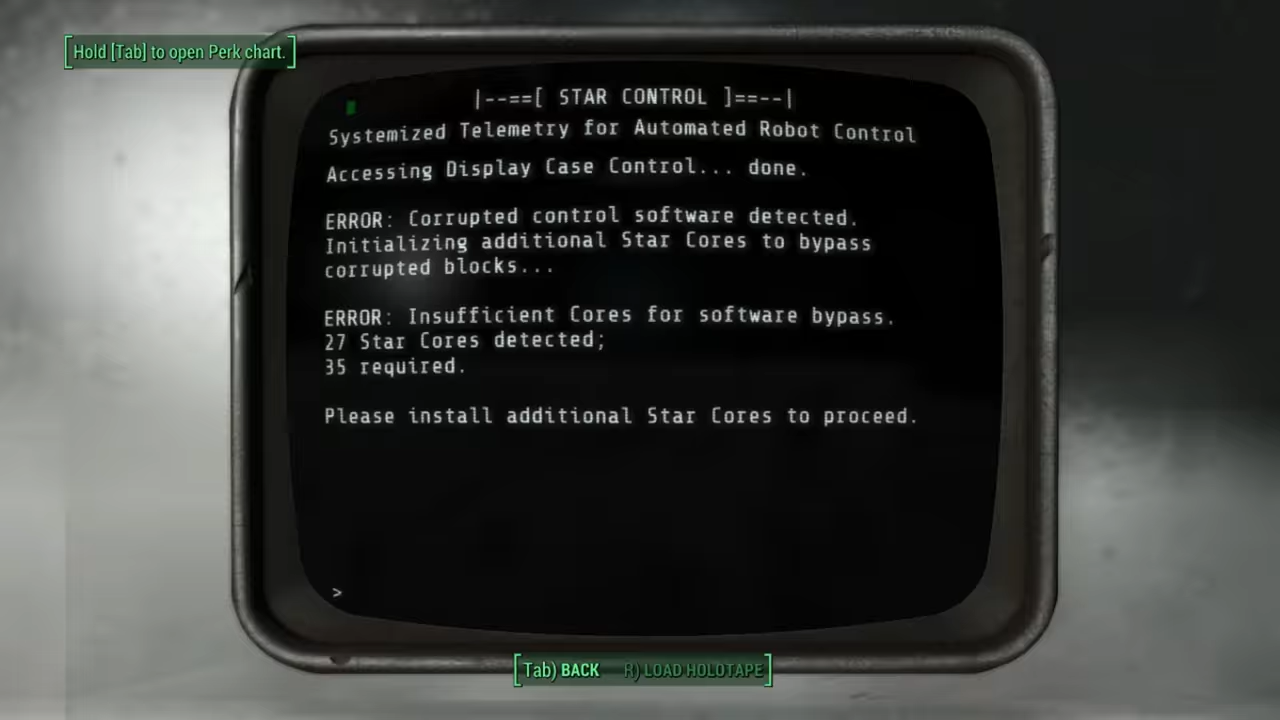 Hold [Tab] to open Perk chart.
|--==[ STAR CONTROL ]==--|
Systemized Telemetry for Automated Robot Control
Accessing Display Case Control... done.
ERROR: Corrupted control software detected.
Initializing additional Star Cores to bypass
corrupted blocks...
ERROR: Insufficient Cores for software bypass.
27 Star Cores detected;
35 required.
Please install additional Star Cores to proceed.
>
Tab) BACK R) LOAD HOLOTAPE